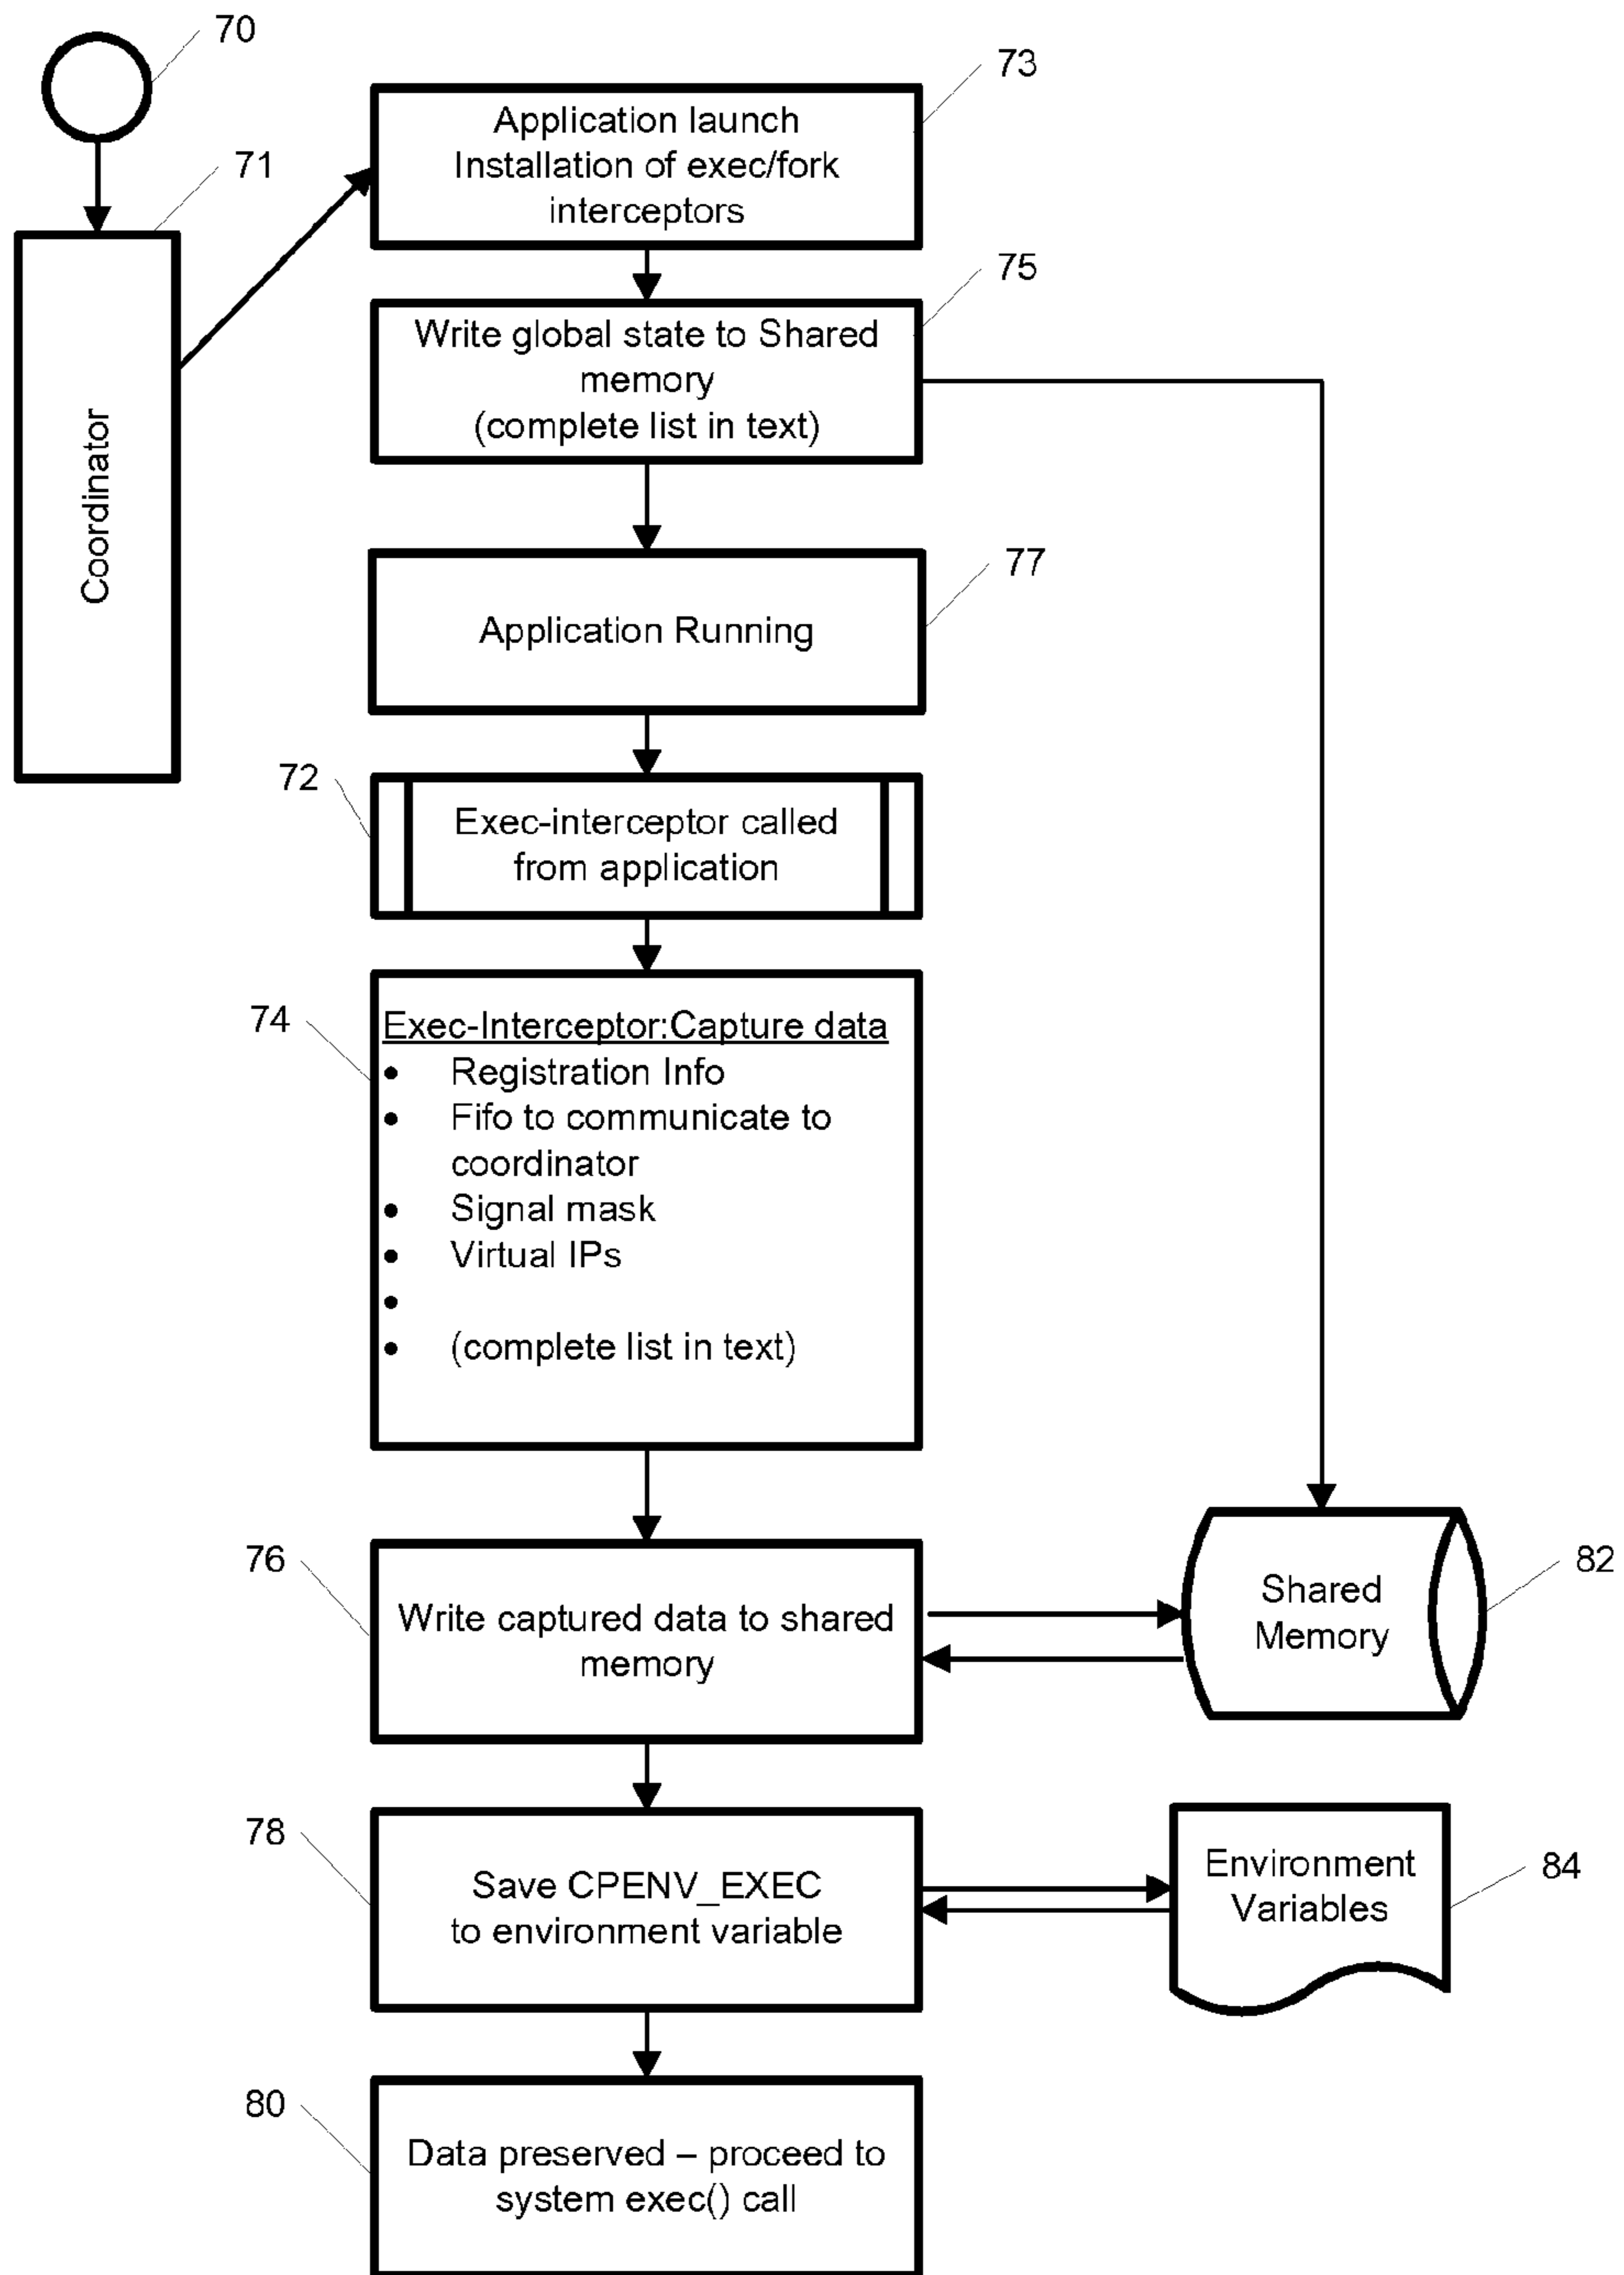 70
73
Application launch
Installation of exec/fork
interceptors
71
Coordinator
75
Write global state to Shared
memory
(complete list in text)
77
Application Running
72
Exec-interceptor called
from application
74
Exec-Interceptor:Capture data
• Registration Info
• Fifo to communicate to
coordinator
• Signal mask
• Virtual IPs
•
• (complete list in text)
76
Write captured data to shared
memory
Shared
Memory
82
78
Save CPENV_EXEC
to environment variable
Environment
Variables
84
80
Data preserved – proceed to
system exec() call